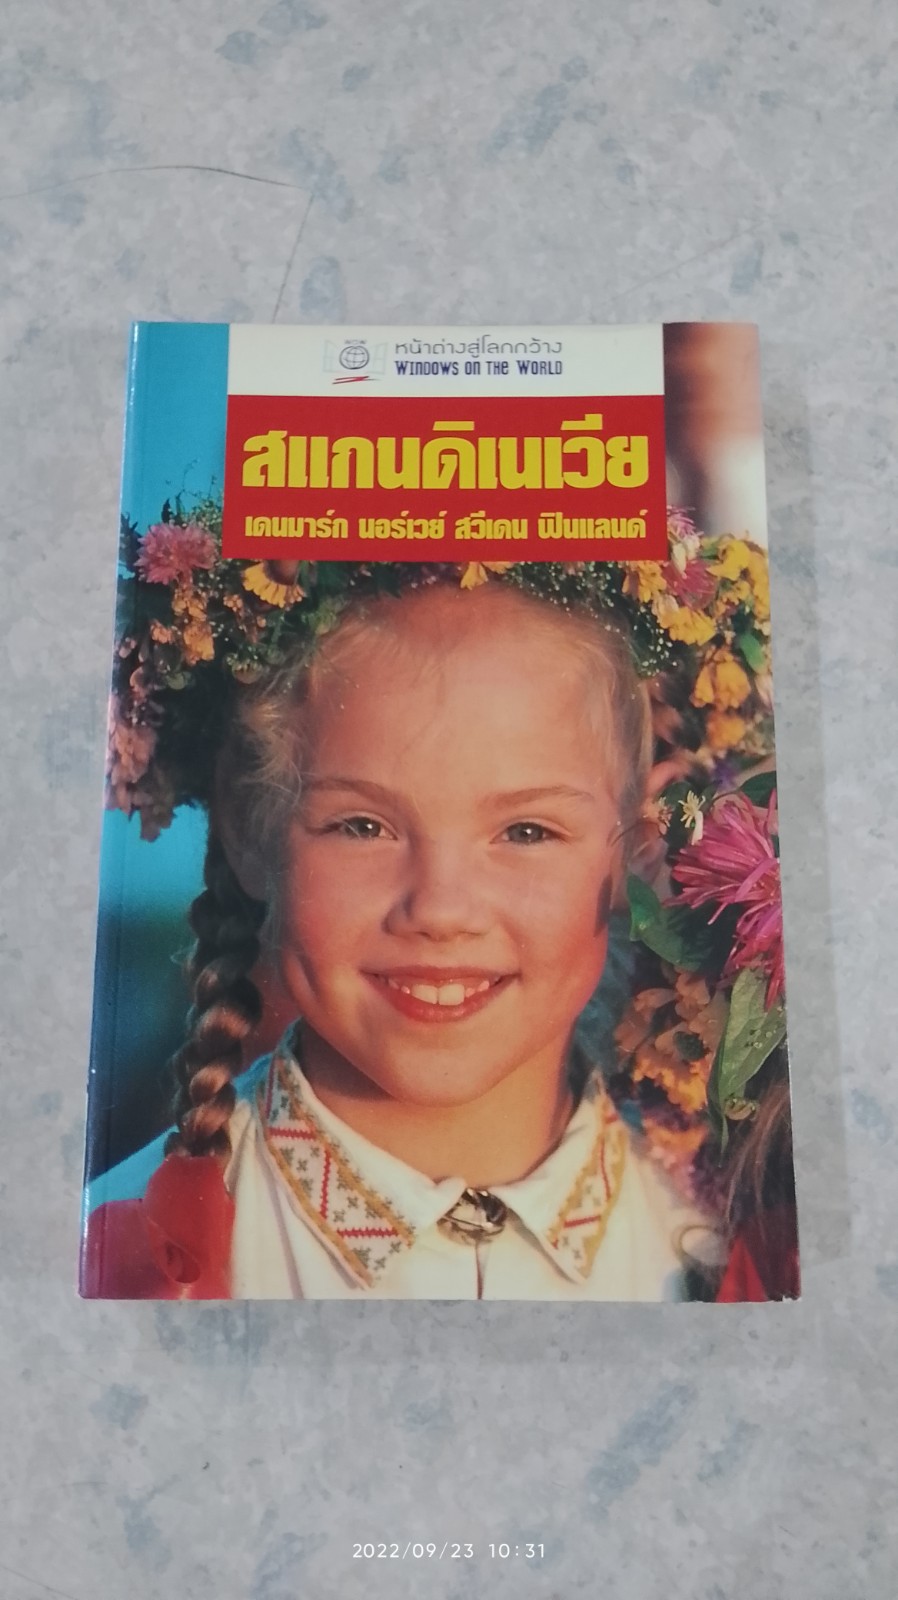 หน้าต่างสู่โลกกว้าง
WINDOWS ON THE WORLD
สแกนดิเนเวีย
เดนมาร์ก นอร์เวย์ สวีเดน ฟินแลนด์
2022/09/23 10:31